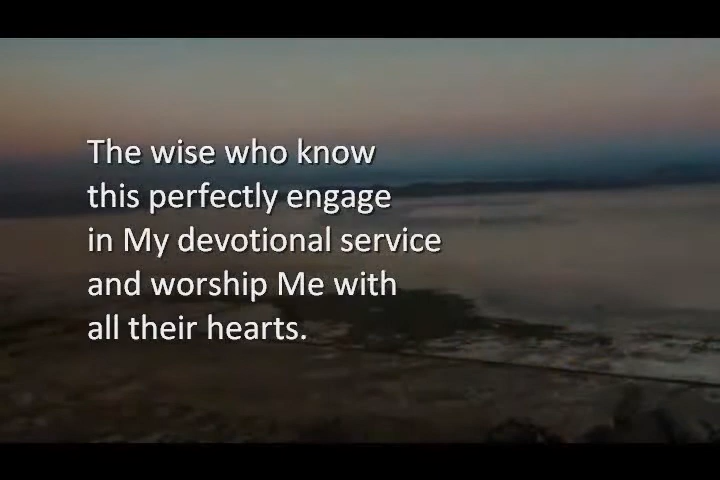 The wise who know
this perfectly engage
in My devotional service
and worship Me with
all their hearts.